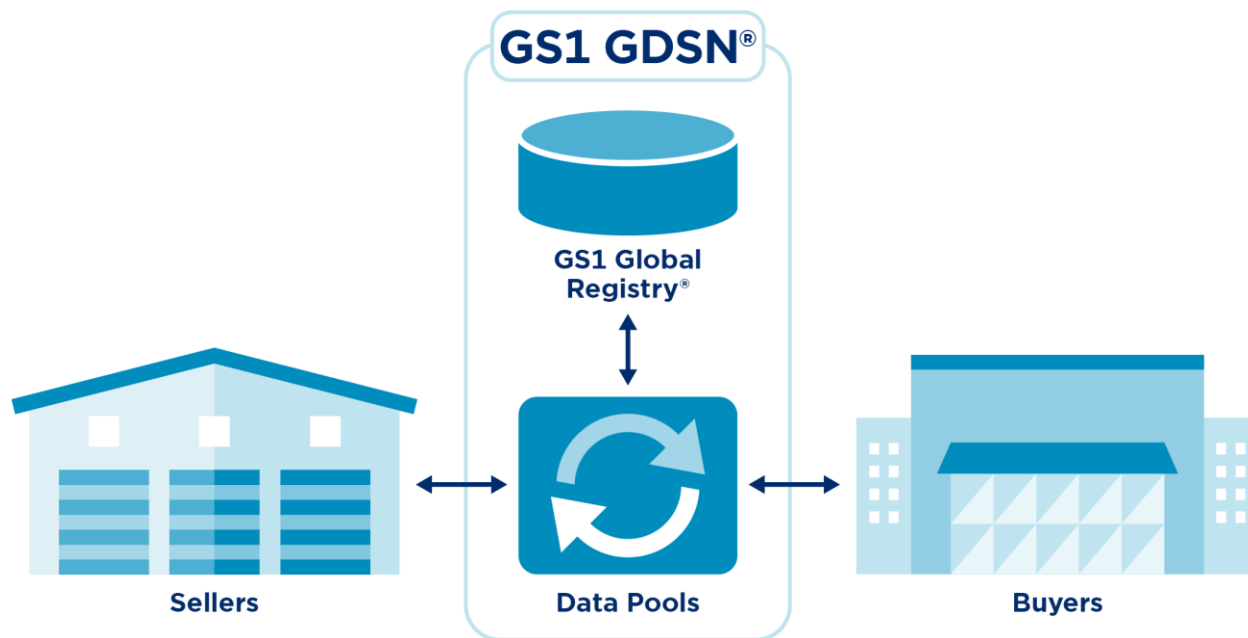 GS1 GDSN®
GS1 Global
Registry®
Sellers
Data Pools
Buyers